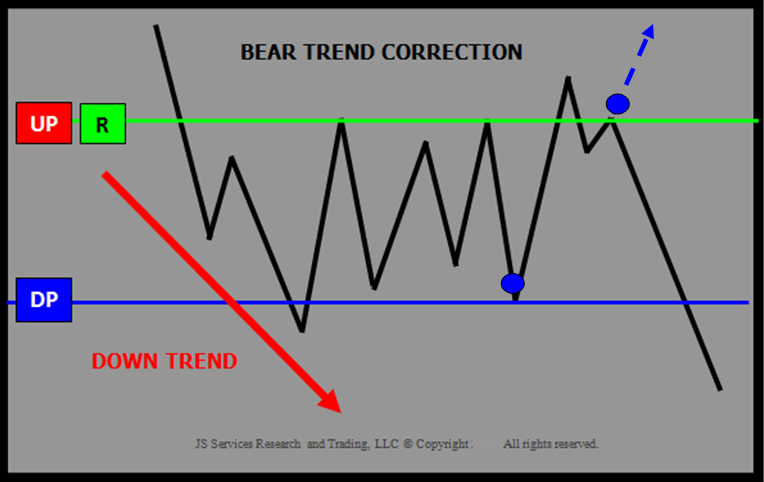 BEAR TREND CORRECTION
UP R
DP
DOWN TREND
JS Services Research and Trading, LLC © Copyright All rights reserved.